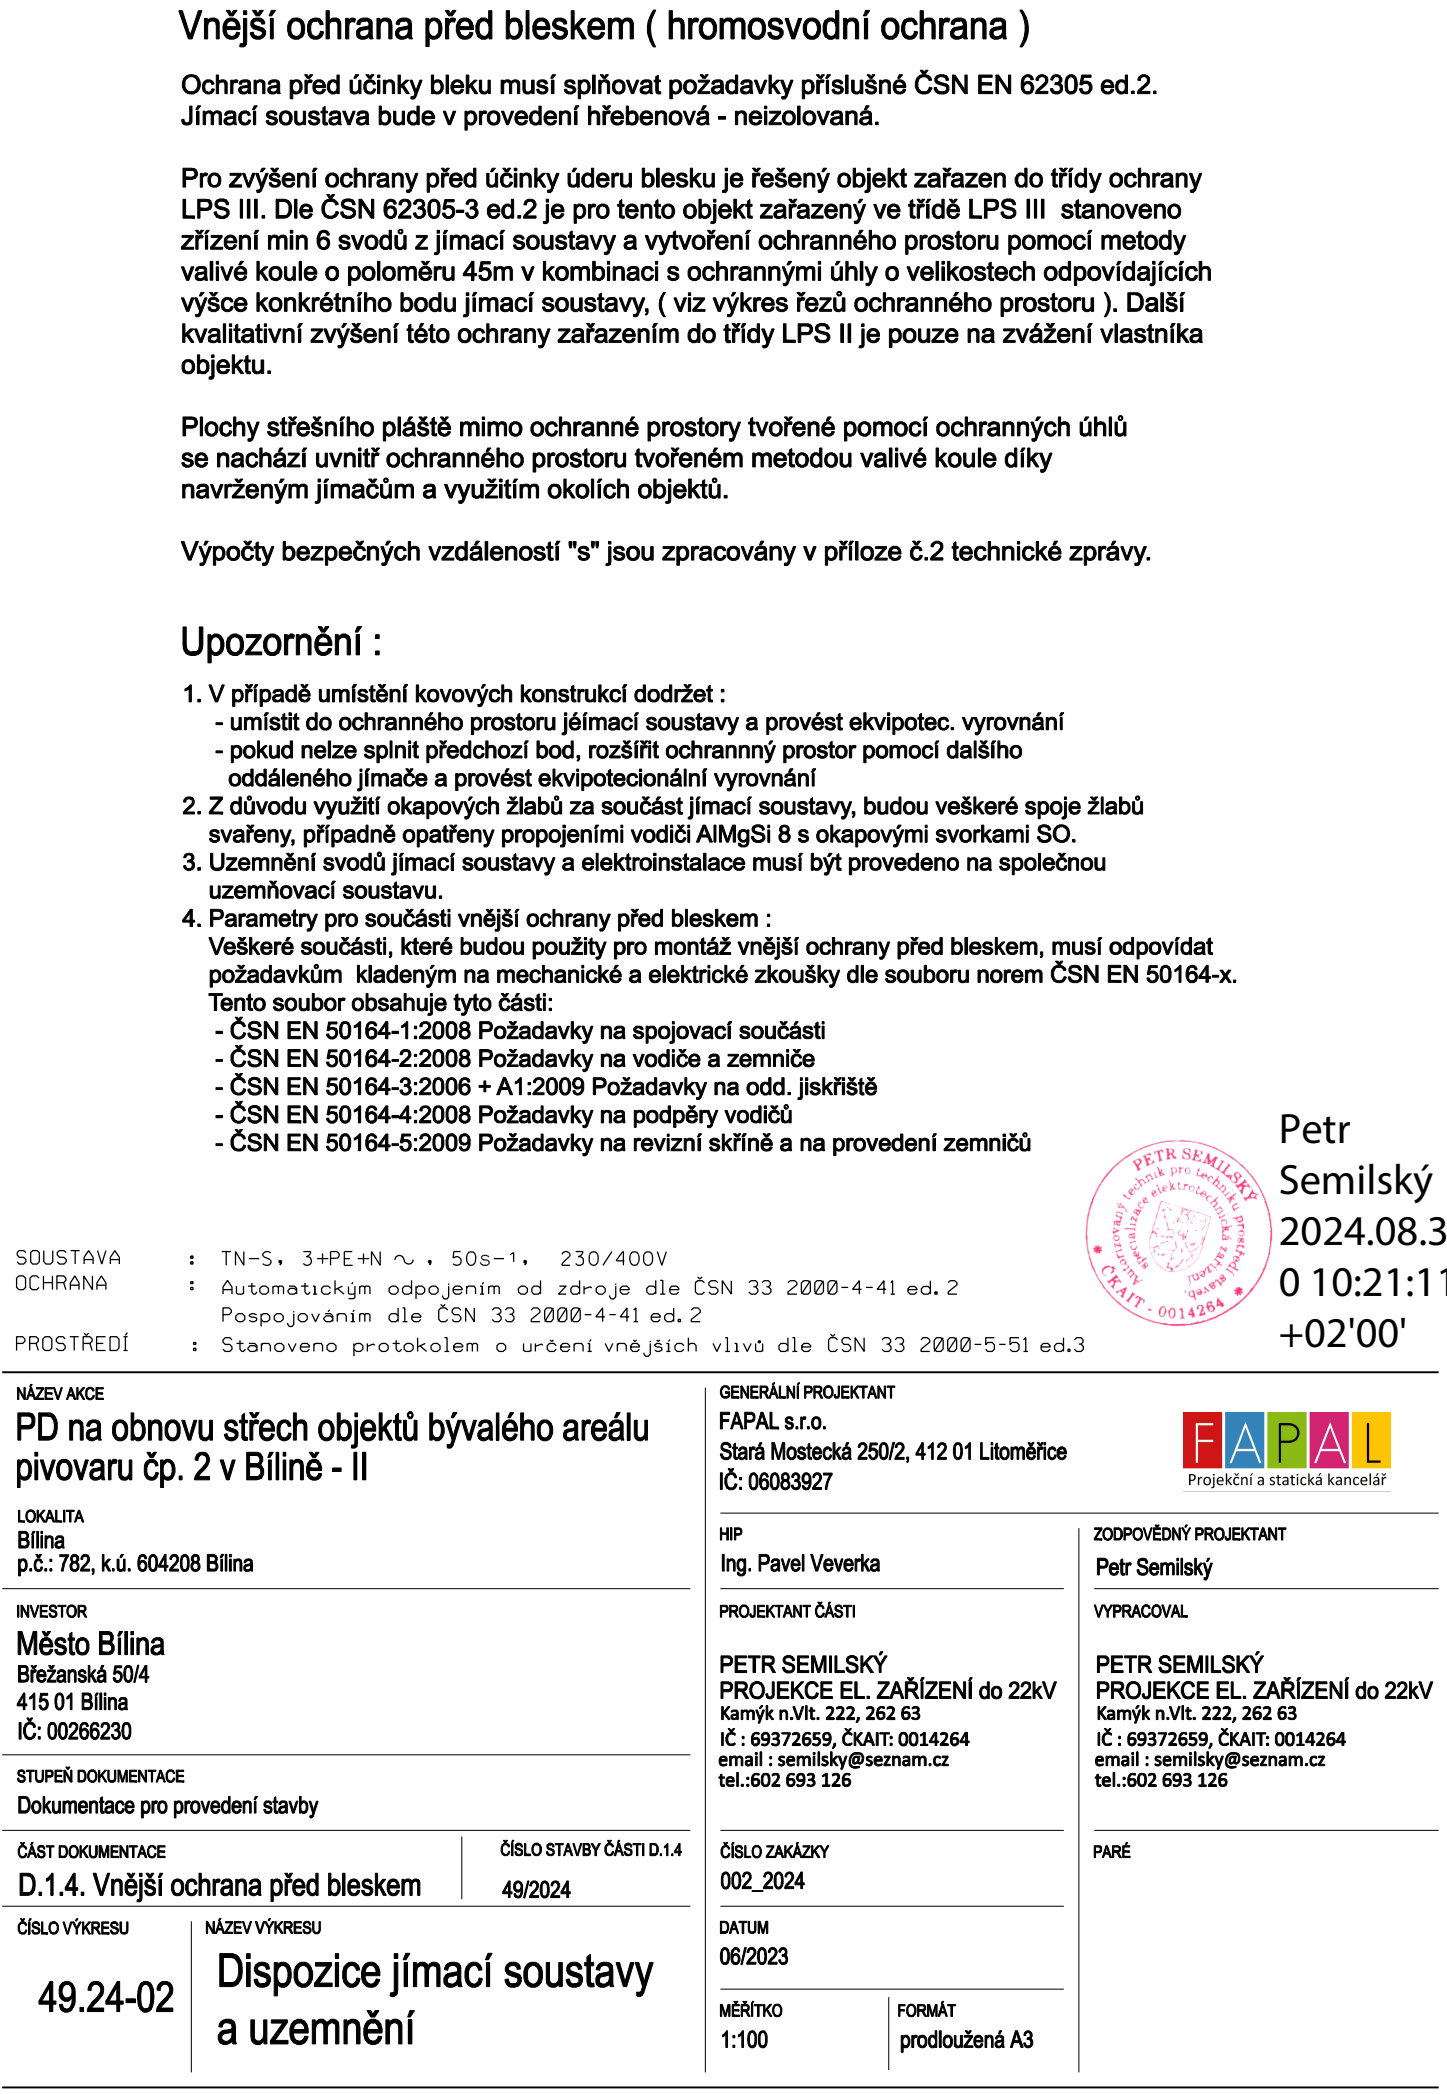 Vnější ochrana před bleskem ( hromosvodní ochrana )
Ochrana před účinky bleku musí splňovat požadavky příslušné ČSN EN 62305 ed.2.
Jímací soustava bude v provedení hřebenová - neizolovaná.
Pro zvýšení ochrany před účinky úderu blesku je řešený objekt zařazen do třídy ochrany
LPS III. Dle ČSN 62305-3 ed.2 je pro tento objekt zařazený ve třídě LPS III  stanoveno
zřízení min 6 svodů z jímací soustavy a vytvoření ochranného prostoru pomocí metody
valivé koule o poloměru 45m v kombinaci s ochrannými úhly o velikostech odpovídajících
výšce konkrétního bodu jímací soustavy, ( viz výkres řezů ochranného prostoru ). Další
kvalitativní zvýšení této ochrany zařazením do třídy LPS II je pouze na zvážení vlastníka
objektu.
Plochy střešního pláště mimo ochranné prostory tvořené pomocí ochranných úhlů
se nachází uvnitř ochranného prostoru tvořeném metodou valivé koule díky
navrženým jímačům a využitím okolích objektů.
Výpočty bezpečných vzdáleností "s" jsou zpracovány v příloze č.2 technické zprávy.
Upozornění :
1. V případě umístění kovových konstrukcí dodržet :
- umístit do ochranného prostoru jéímací soustavy a provést ekvipotec. vyrovnání
- pokud nelze splnit předchozí bod, rozšířit ochrannný prostor pomocí dalšího
oddáleného jímače a provést ekvipotecionální vyrovnání
2. Z důvodu využití okapových žlabů za součást jímací soustavy, budou veškeré spoje žlabů
svařeny, případně opatřeny propojeními vodiči AlMgSi 8 s okapovými svorkami SO.
3. Uzemnění svodů jímací soustavy a elektroinstalace musí být provedeno na společnou
uzemňovací soustavu.
4. Parametry pro součásti vnější ochrany před bleskem :
Veškeré součásti, které budou použity pro montáž vnější ochrany před bleskem, musí odpovídat
požadavkům  kladeným na mechanické a elektrické zkoušky dle souboru norem ČSN EN 50164-x.
Tento soubor obsahuje tyto části:
- ČSN EN 50164-1:2008 Požadavky na spojovací součásti
- ČSN EN 50164-2:2008 Požadavky na vodiče a zemniče
- ČSN EN 50164-3:2006 + A1:2009 Požadavky na odd. jiskřiště
- ČSN EN 50164-4:2008 Požadavky na podpěry vodičů
- ČSN EN 50164-5:2009 Požadavky na revizní skříně a na provedení zemničů
PETR SEMILSKÝ
Autorizovaný technik pro techniku prostředí staveb,
specializace elektrotechnická zařízení
* ČKAIT - 0014264 *
Petr
Semilský
2024.08.3
0 10:21:11
+02'00'
SOUSTAVA : TN-S, 3+PE+N ~ , 50s-¹, 230/400V
OCHRANA : Automatickým odpojením od zdroje dle ČSN 33 2000-4-41 ed.2
Pospojováním dle ČSN 33 2000-4-41 ed.2
PROSTŘEDÍ : Stanoveno protokolem o určení vnějších vlivů dle ČSN 33 2000-5-51 ed.3
NÁZEV AKCE
PD na obnovu střech objektů bývalého areálu
pivovaru čp. 2 v Bílině - II
LOKALITA
Bílina
p.č.: 782, k.ú. 604208 Bílina
INVESTOR
Město Bílina
Břežanská 50/4
415 01 Bílina
IČ: 00266230
STUPEŇ DOKUMENTACE
Dokumentace pro provedení stavby
ČÁST DOKUMENTACE
D.1.4. Vnější ochrana před bleskem
ČÍSLO STAVBY ČÁSTI D.1.4
49/2024
ČÍSLO VÝKRESU
49.24-02
NÁZEV VÝKRESU
Dispozice jímací soustavy
a uzemnění
GENERÁLNÍ PROJEKTANT
FAPAL s.r.o.
Stará Mostecká 250/2, 412 01 Litoměřice
IČ: 06083927
FAPAL
Projekční a statická kancelář
HIP
Ing. Pavel Veverka
ZODPOVĚDNÝ PROJEKTANT
Petr Semilský
PROJEKTANT ČÁSTI
PETR SEMILSKÝ
PROJEKCE EL. ZAŘÍZENÍ do 22kV
Kamýk n.Vlt. 222, 262 63
IČ : 69372659, ČKAIT: 0014264
email : semilsky@seznam.cz
tel.:602 693 126
VYPRACOVAL
PETR SEMILSKÝ
PROJEKCE EL. ZAŘÍZENÍ do 22kV
Kamýk n.Vlt. 222, 262 63
IČ : 69372659, ČKAIT: 0014264
email : semilsky@seznam.cz
tel.:602 693 126
ČÍSLO ZAKÁZKY
002_2024
PARÉ
DATUM
06/2023
MĚŘÍTKO
1:100
FORMÁT
prodloužená A3